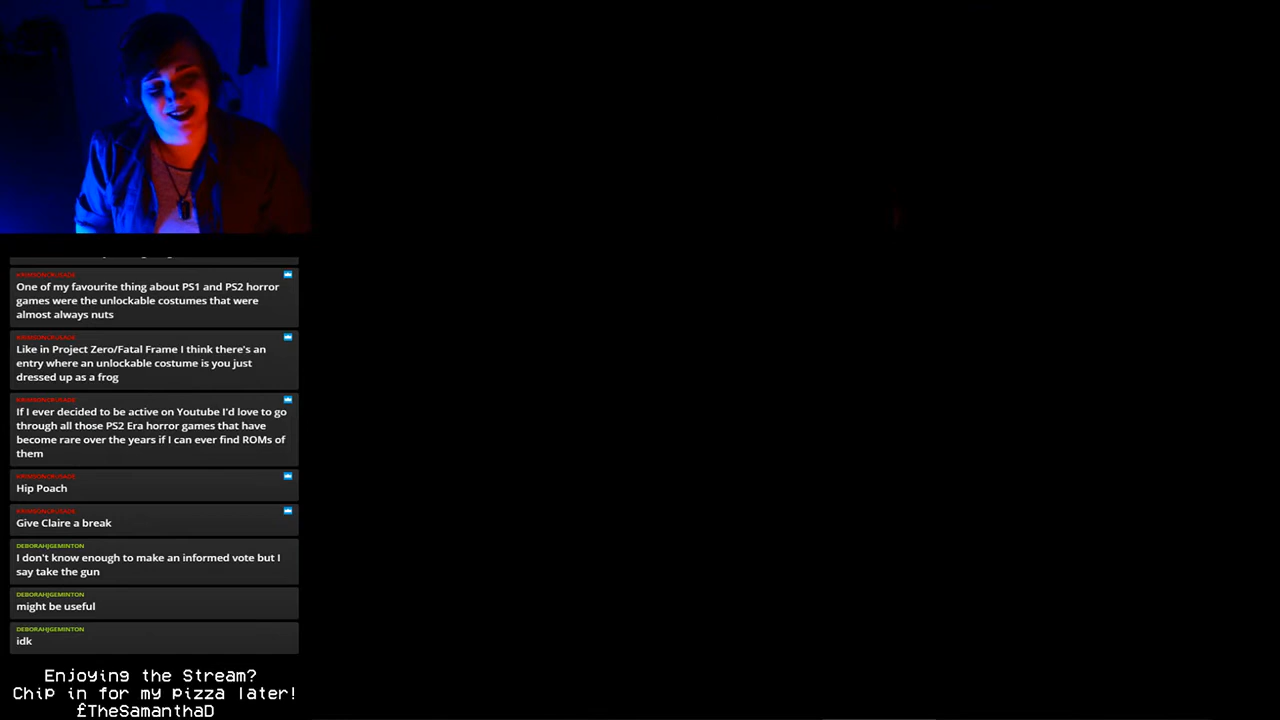 One of my favourite thing about PS1 and PS2 horror
games were the unlockable costumes that were
almost always nuts
Like in Project Zero/Fatal Frame I think there's an
entry where an unlockable costume is you just
dressed up as a frog
If I ever decided to be active on Youtube I'd love to go
through all those PS2 Era horror games that have
become rare over the years if I can ever find ROMs of
them
Hip Poach
Give Claire a break
DEBORAHJGEMINTON
I don't know enough to make an informed vote but I
say take the gun
DEBORAHJGEMINTON
might be useful
DEBORAHJGEMINTON
idk
Enjoying the Stream?
Chip in for my pizza later!
£TheSamanthaD